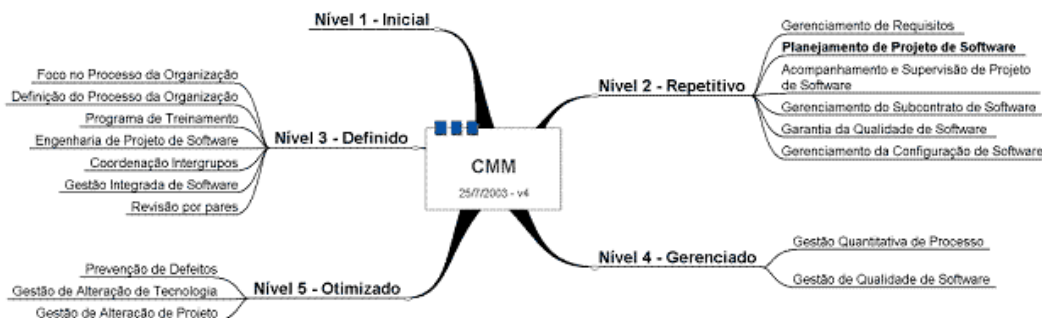 Nível 1 - Inicial
Nível 2 - Repetitivo
Gerenciamento de Requisitos
Planejamento de Projeto de Software
Acompanhamento e Supervisão de Projeto
de Software
Gerenciamento do Subcontrato de Software
Garantia da Qualidade de Software
Gerenciamento da Configuração de Software
Foco no Processo da Organização
Definição do Processo da Organização
Programa de Treinamento
Engenharia de Projeto de Software
Coordenação Intergrupos
Gestão Integrada de Software
Revisão por pares
Nível 3 - Definido
CMM
25/7/2003 - v4
Nível 4 - Gerenciado
Gestão Quantitativa de Processo
Gestão de Qualidade de Software
Prevenção de Defeitos
Gestão de Alteração de Tecnologia
Gestão de Alteração de Projeto
Nível 5 - Otimizado